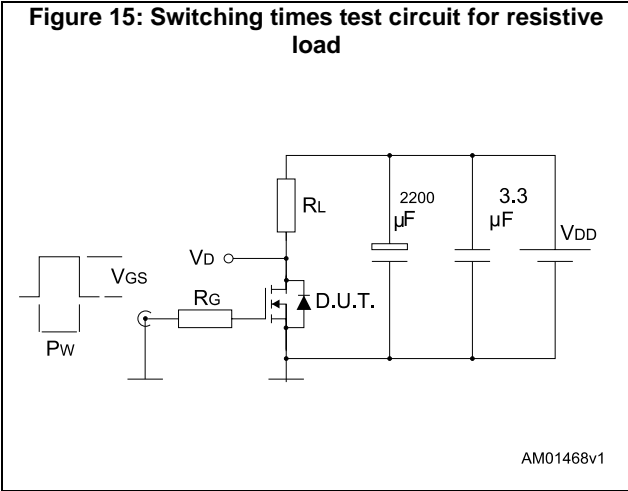 Figure 15: Switching times test circuit for resistive
load
2200
μF
3.3
μF
RL
VDD
VD
VGS
RG
D.U.T.
PW
AM01468v1